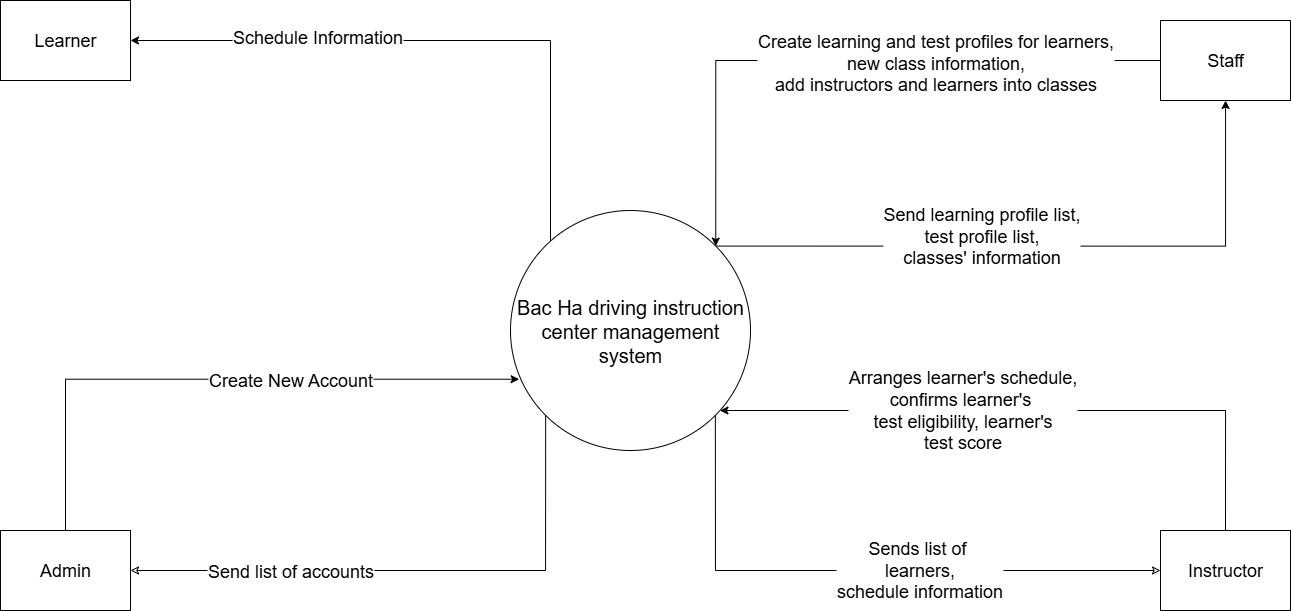 Learner
Schedule Information
Create learning and test profiles for learners,
new class information,
add instructors and learners into classes
Staff
Send learning profile list,
test profile list,
classes' information
Bac Ha driving instruction
center management
system
Create New Account
Arranges learner's schedule,
confirms learner's
test eligibility, learner's
test score
Admin
Send list of accounts
Sends list of
learners,
schedule information
Instructor